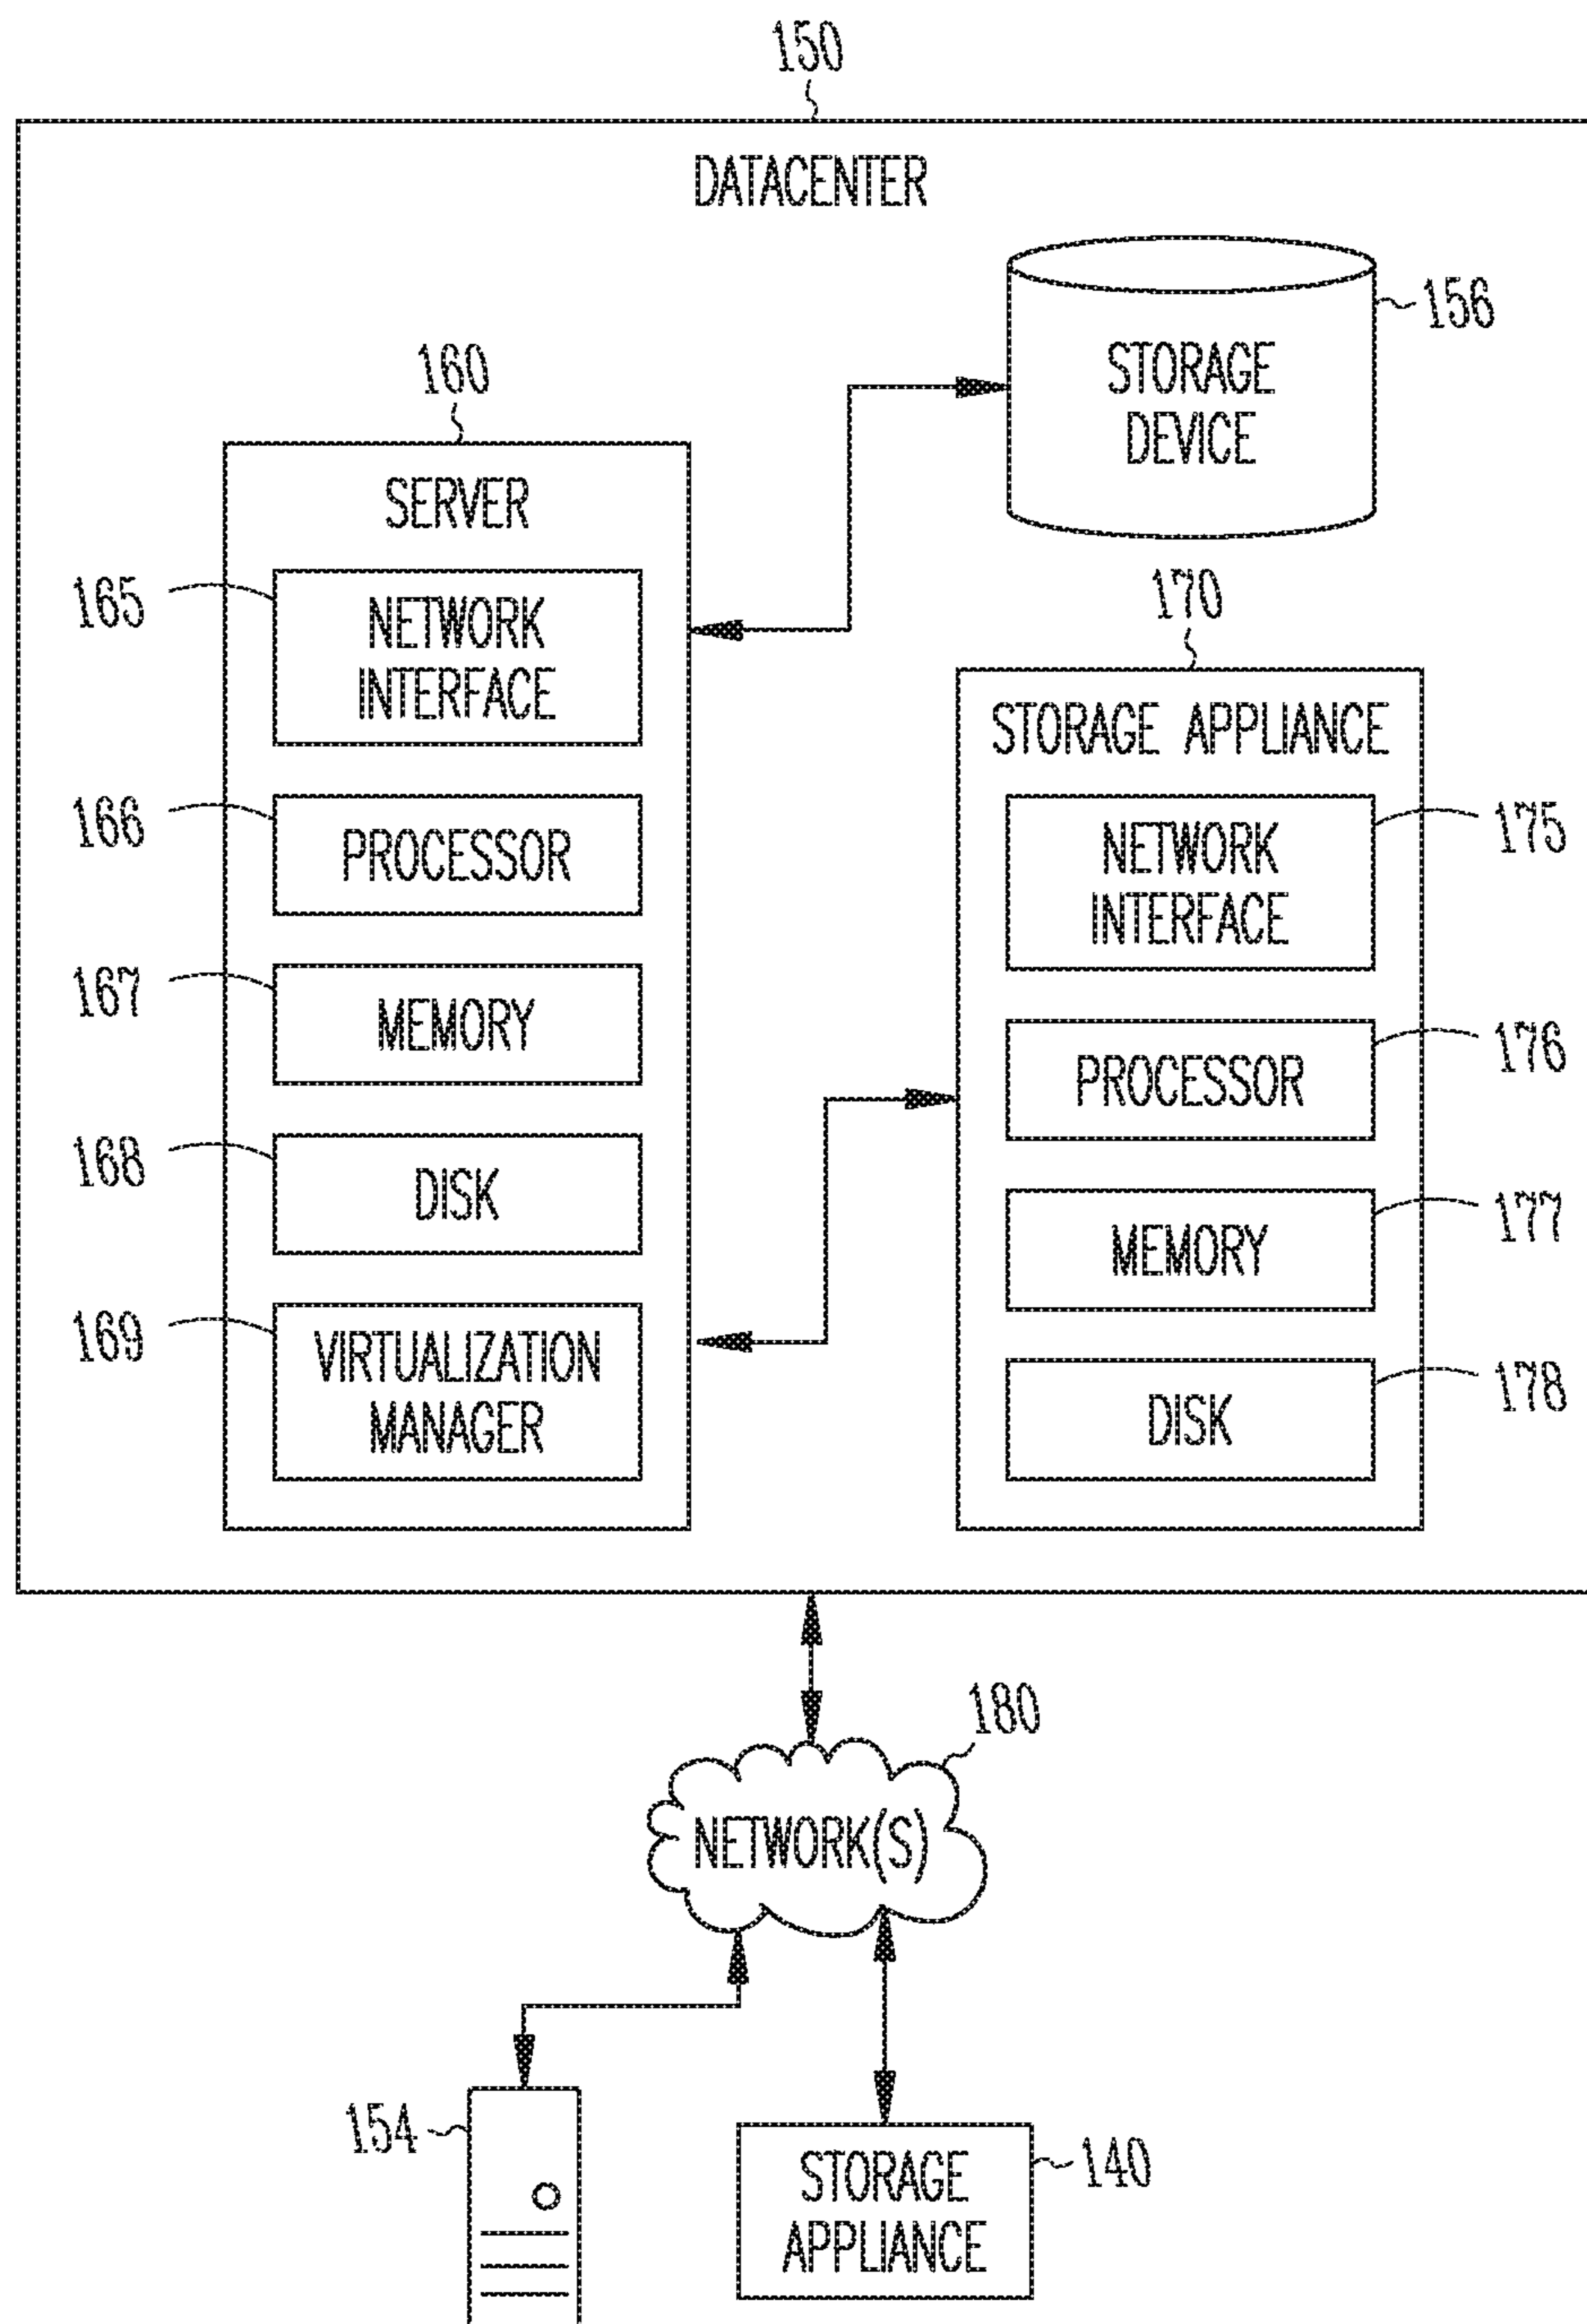 150
DATACENTER
156
STORAGE
DEVICE
160
SERVER
165
NETWORK
INTERFACE
166
PROCESSOR
167
MEMORY
168
DISK
169
VIRTUALIZATION
MANAGER
170
STORAGE APPLIANCE
175
NETWORK
INTERFACE
176
PROCESSOR
177
MEMORY
178
DISK
180
NETWORK(S)
154
140
STORAGE
APPLIANCE